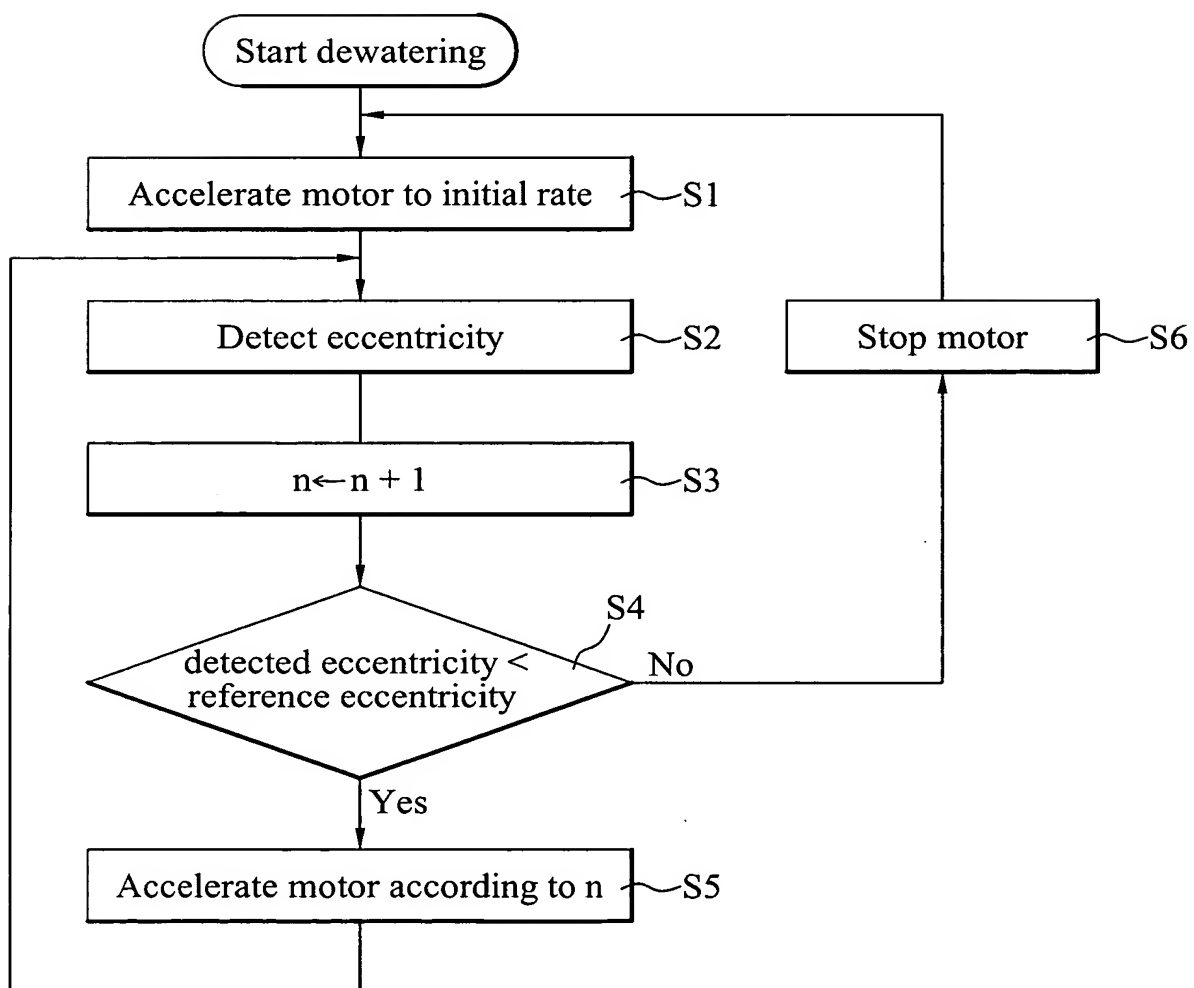 Start dewatering
Accelerate motor to initial rate
S1
Detect eccentricity
S2
Stop motor
S6
n←n + 1
S3
S4
detected eccentricity <
reference eccentricity
No
Yes
Accelerate motor according to n
S5